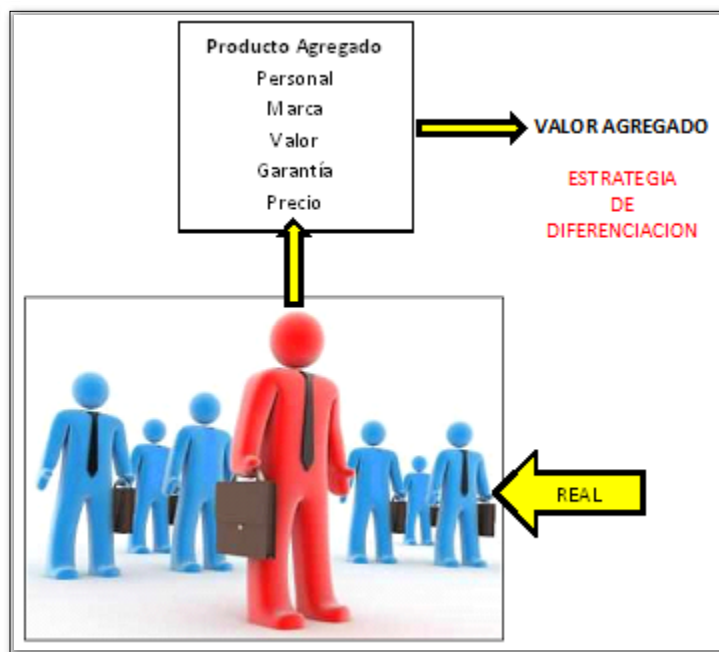 Producto Agregado
Personal
Marca
Valor
Garantía
Precio
VALOR AGREGADO
ESTRATEGIA
DE
DIFERENCIACION
REAL